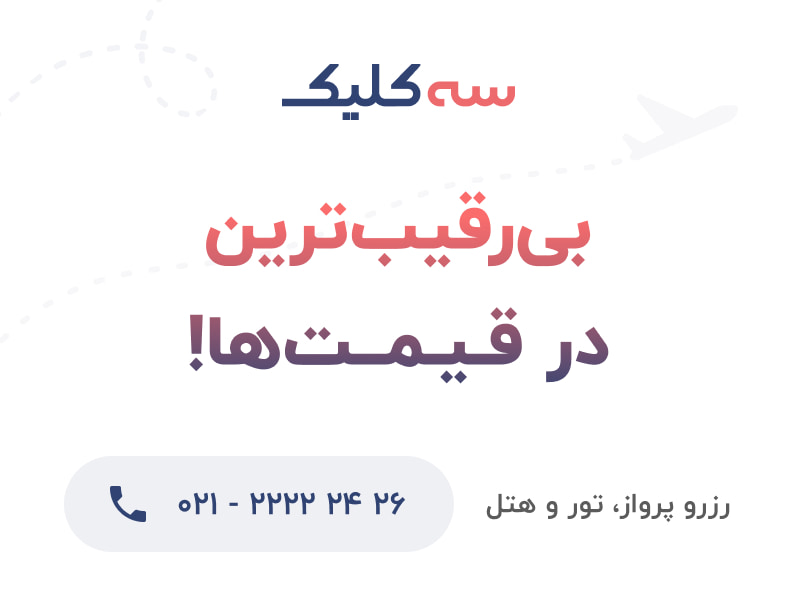 سه کلیک
بی‌رقیب‌ترین
در قیمت‌ها!
رزرو پرواز، تور و هتل
۰۲۱ - ۲۲۲۲ ۲۴ ۲۶